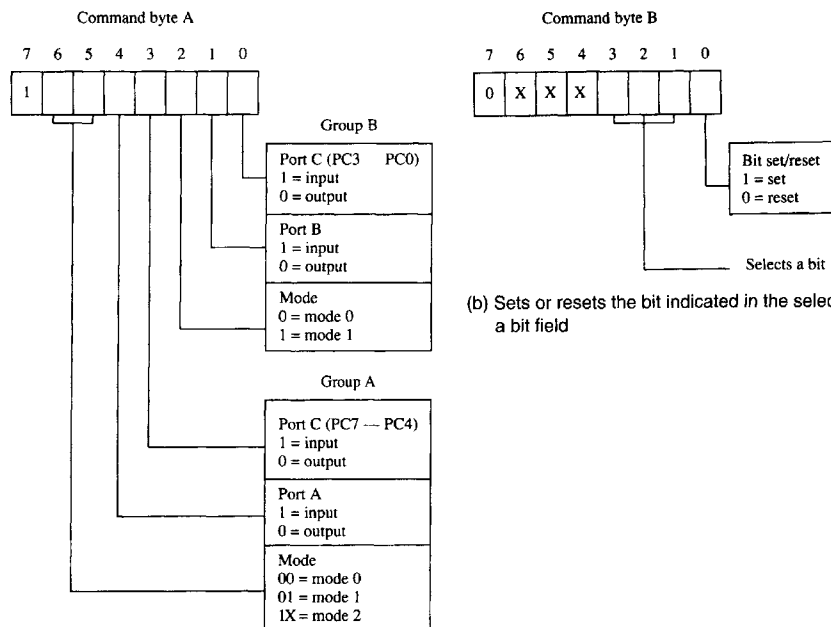 Command byte A
7 6 5 4 3 2 1 0
1
Group B
Port C (PC3 PC0)
1 = input
0 = output
Port B
1 = input
0 = output
Mode
0 = mode 0
1 = mode 1
Group A
Port C (PC7 — PC4)
1 = input
0 = output
Port A
1 = input
0 = output
Mode
00 = mode 0
01 = mode 1
1X = mode 2
Command byte B
7 6 5 4 3 2 1 0
0 X X X
Bit set/reset
1 = set
0 = reset
Selects a bit
(b) Sets or resets the bit indicated in the selec
a bit field